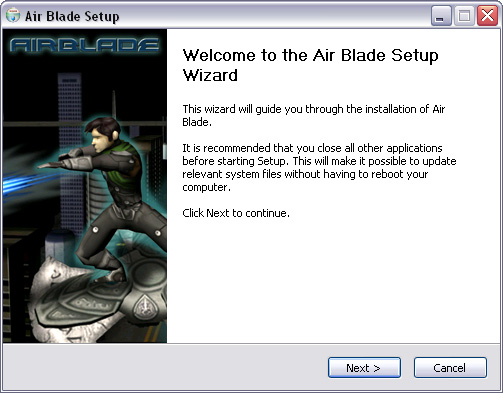 Air Blade Setup
AIRBLADE
Welcome to the Air Blade Setup
Wizard
This wizard will guide you through the installation of Air
Blade.
It is recommended that you close all other applications
before starting Setup. This will make it possible to update
relevant system files without having to reboot your
computer.
Click Next to continue.
Next >
Cancel